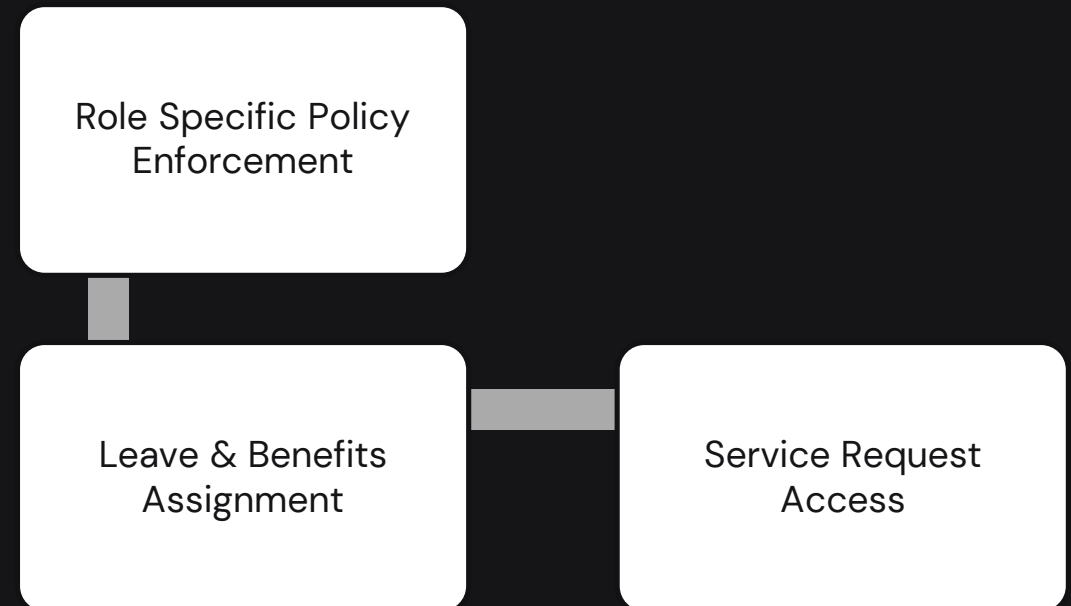 Role Specific Policy
Enforcement
Leave & Benefits
Assignment
Service Request
Access